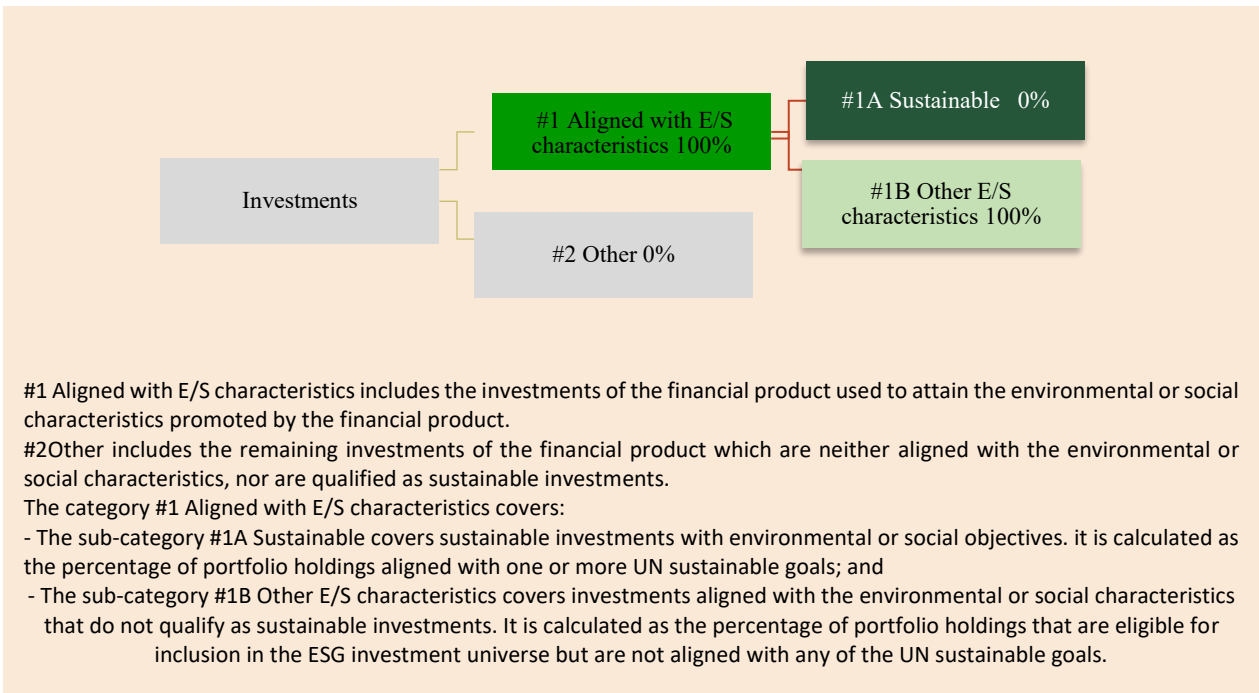 #1A Sustainable 0%
#1 Aligned with E/S
characteristics 100%
Investments
#1B Other E/S
characteristics 100%
#2 Other 0%
#1 Aligned with E/S characteristics includes the investments of the financial product used to attain the environmental or social
characteristics promoted by the financial product.
#2Other includes the remaining investments of the financial product which are neither aligned with the environmental or
social characteristics, nor are qualified as sustainable investments.
The category #1 Aligned with E/S characteristics covers:
- The sub-category #1A Sustainable covers sustainable investments with environmental or social objectives. it is calculated as
the percentage of portfolio holdings aligned with one or more UN sustainable goals; and
- The sub-category #1B Other E/S characteristics covers investments aligned with the environmental or social characteristics
that do not qualify as sustainable investments. It is calculated as the percentage of portfolio holdings that are eligible for
inclusion in the ESG investment universe but are not aligned with any of the UN sustainable goals.